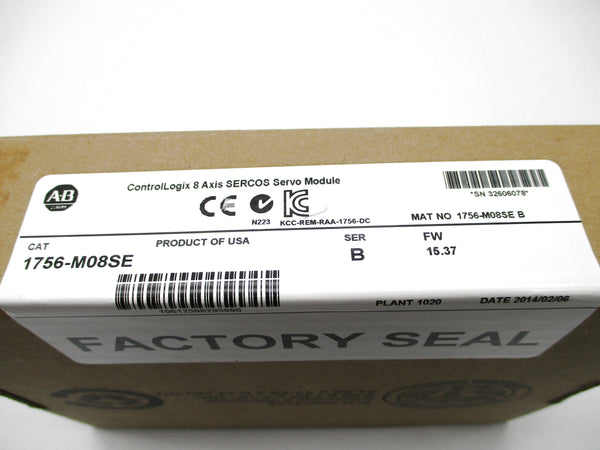 A-B
ControlLogix 8 Axis SERCOS Servo Module
*SN 32606078*
CE
N223
KCC-REM-RAA-1756-DC
MAT NO 1756-M08SE B
CAT
1756-M08SE
PRODUCT OF USA
SER
B
FW
15.37
10612598295986
PLANT 1020
DATE 2014/02/06
FACTORY SEAL